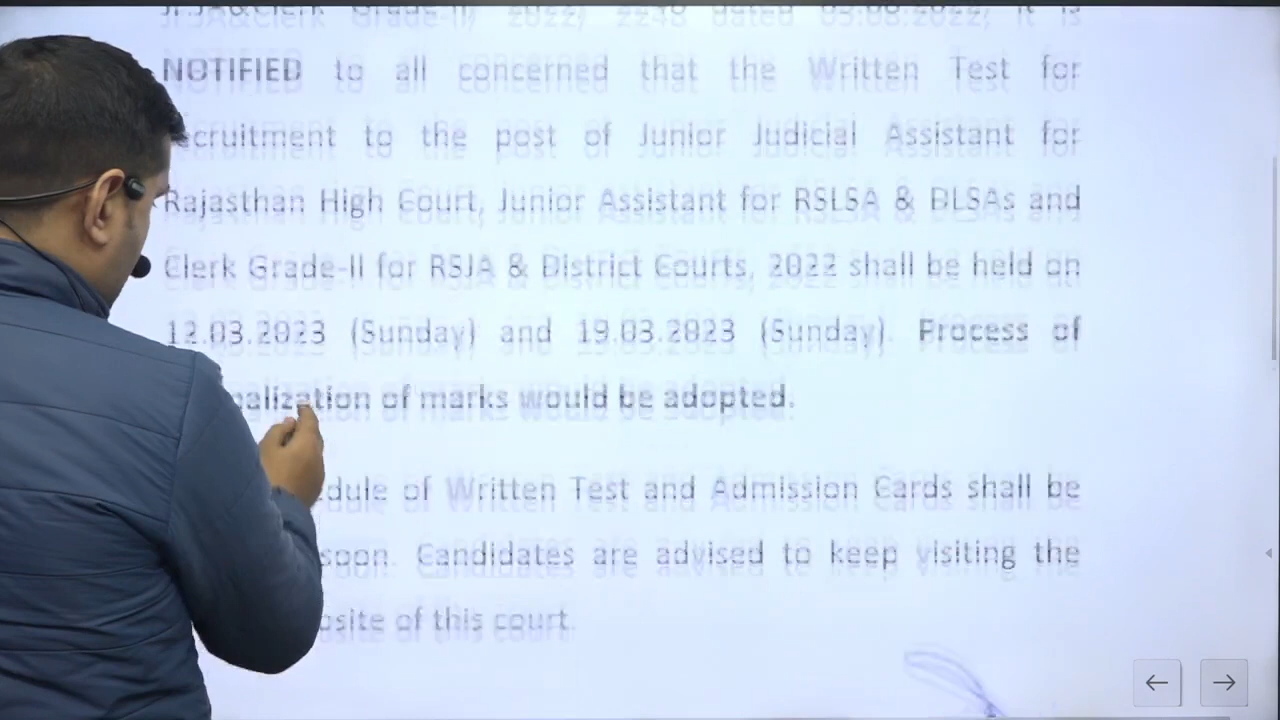 dated
NOTIFIED to all concerned that the Written Test for
ecruitment to the post of Junior Judicial Assistant for
Rajasthan High Court, Junior Assistant for RSLSA & DLSAs and
Clerk Grade-II for RSJA & District Courts, 2022 shall be held on
12.03.2023 (Sunday) and 19.03.2023 (Sunday). Process of
alization of marks would be adopted.
dule of Written Test and Admission Cards shall be
soon. Candidates are advised to keep visiting the
site of this court.